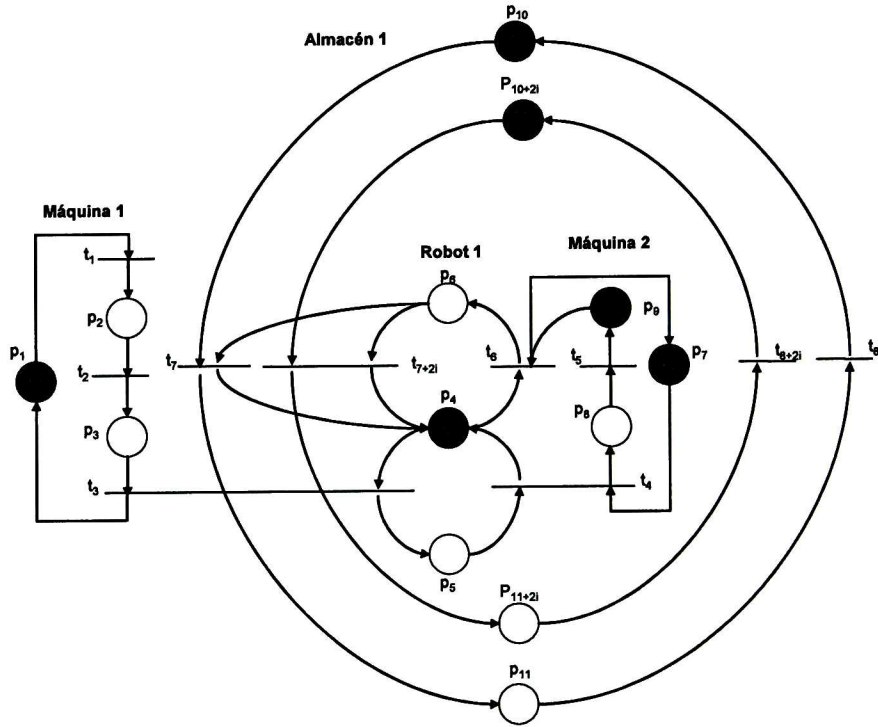 p10
Almacén 1
P10+2i
Máquina 1
Robot 1
Máquina 2
t1
p6
p2
p9
p1
t7
t7+2i
t6
t5
p7
t8+2i
t8
t2
p4
p3
p8
t3
t4
p5
P11+2i
p11